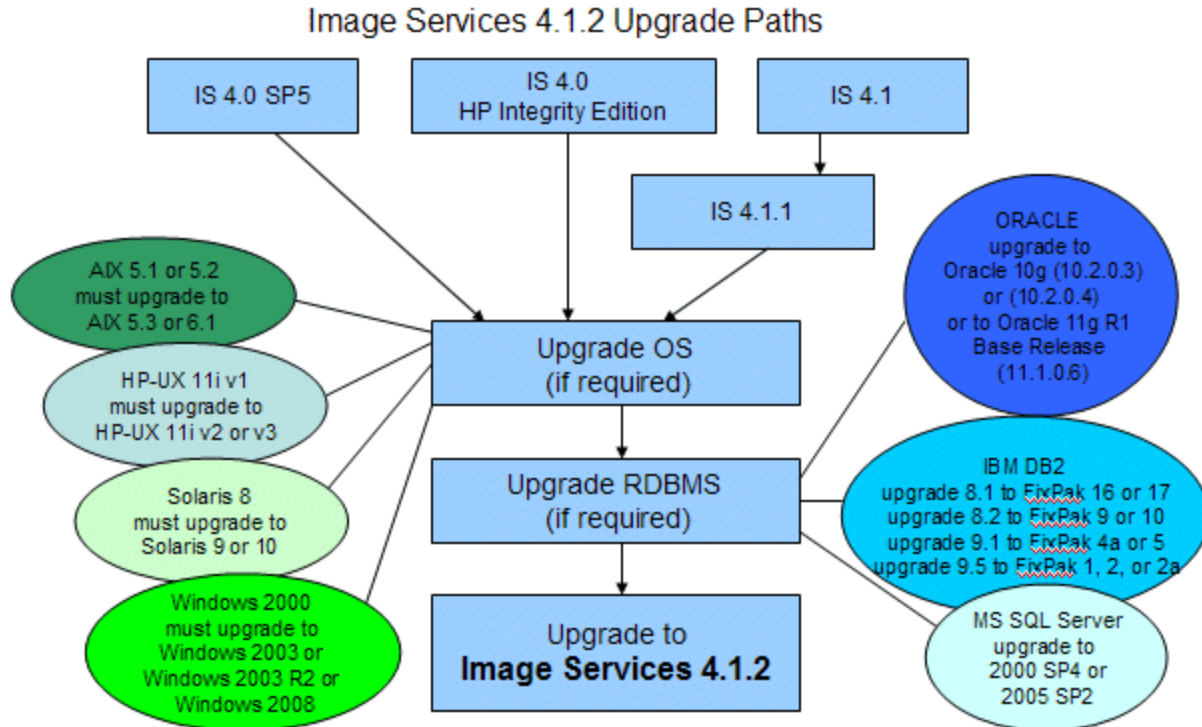 Image Services 4.1.2 Upgrade Paths
IS 4.0 SP5
IS 4.0
HP Integrity Edition
IS 4.1
IS 4.1.1
AIX 5.1 or 5.2
must upgrade to
AIX 5.3 or 6.1
HP-UX 11i v1
must upgrade to
HP-UX 11i v2 or v3
Solaris 8
must upgrade to
Solaris 9 or 10
Windows 2000
must upgrade to
Windows 2003 or
Windows 2003 R2 or
Windows 2008
Upgrade OS
(if required)
Upgrade RDBMS
(if required)
Upgrade to
Image Services 4.1.2
ORACLE
upgrade to
Oracle 10g (10.2.0.3)
or (10.2.0.4)
or to Oracle 11g R1
Base Release
(11.1.0.6)
IBM DB2
upgrade 8.1 to FixPak 16 or 17
upgrade 8.2 to FixPak 9 or 10
upgrade 9.1 to FixPak 4a or 5
upgrade 9.5 to FixPak 1, 2, or 2a
MS SQL Server
upgrade to
2000 SP4 or
2005 SP2